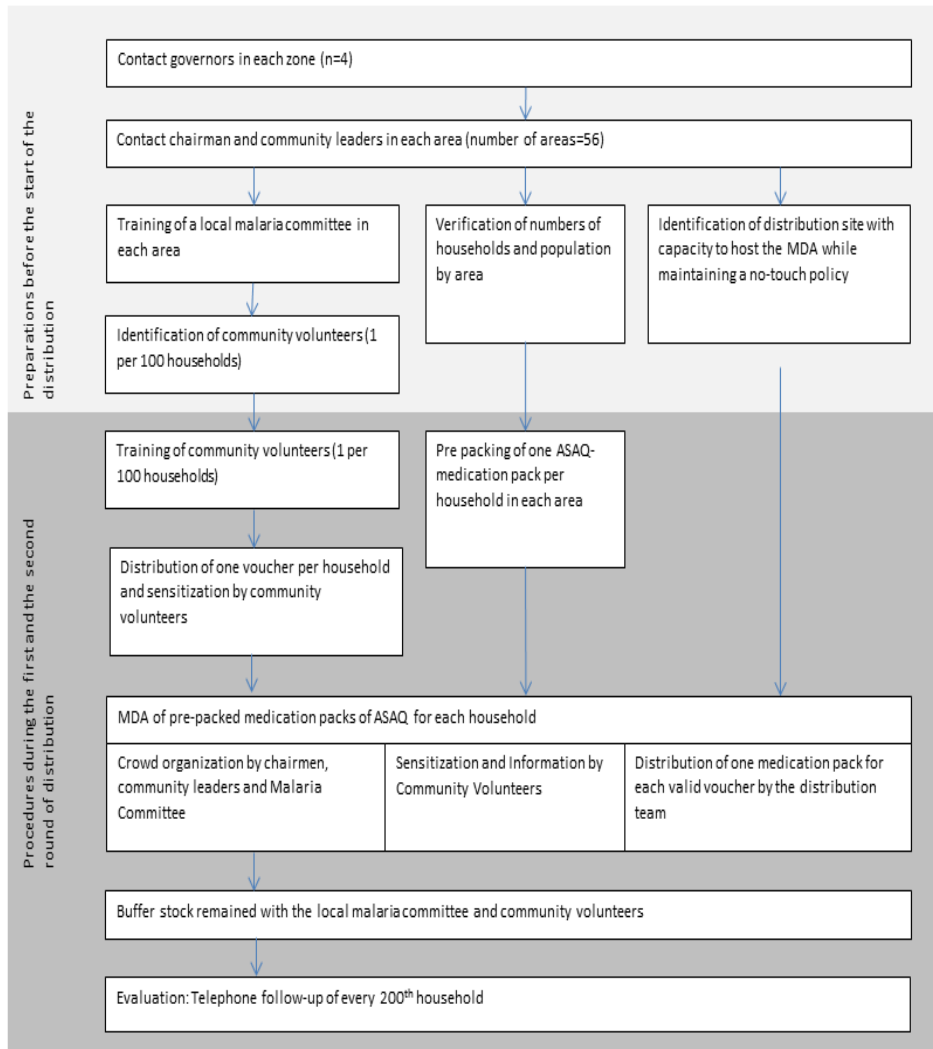 Preparations before the start of the
distribution
Contact governors in each zone (n=4)
Contact chairman and community leaders in each area (number of areas=56)
Training of a local malaria committee in
each area
Verification of numbers of
households and population
by area
Identification of distribution site with
capacity to host the MDA while
maintaining a no-touch policy
Identification of community volunteers (1
per 100 households)
Procedures during the first and the second
round of distribution
Training of community volunteers (1 per
100 households)
Pre packing of one ASAQ-
medication pack per
household in each area
Distribution of one voucher per household
and sensitization by community
volunteers
MDA of pre-packed medication packs of ASAQ for each household
Crowd organization by chairmen,
community leaders and Malaria
Committee
Sensitization and Information by
Community Volunteers
Distribution of one medication pack for
each valid voucher by the distribution
team
Buffer stock remained with the local malaria committee and community volunteers
Evaluation: Telephone follow-up of every 200th household